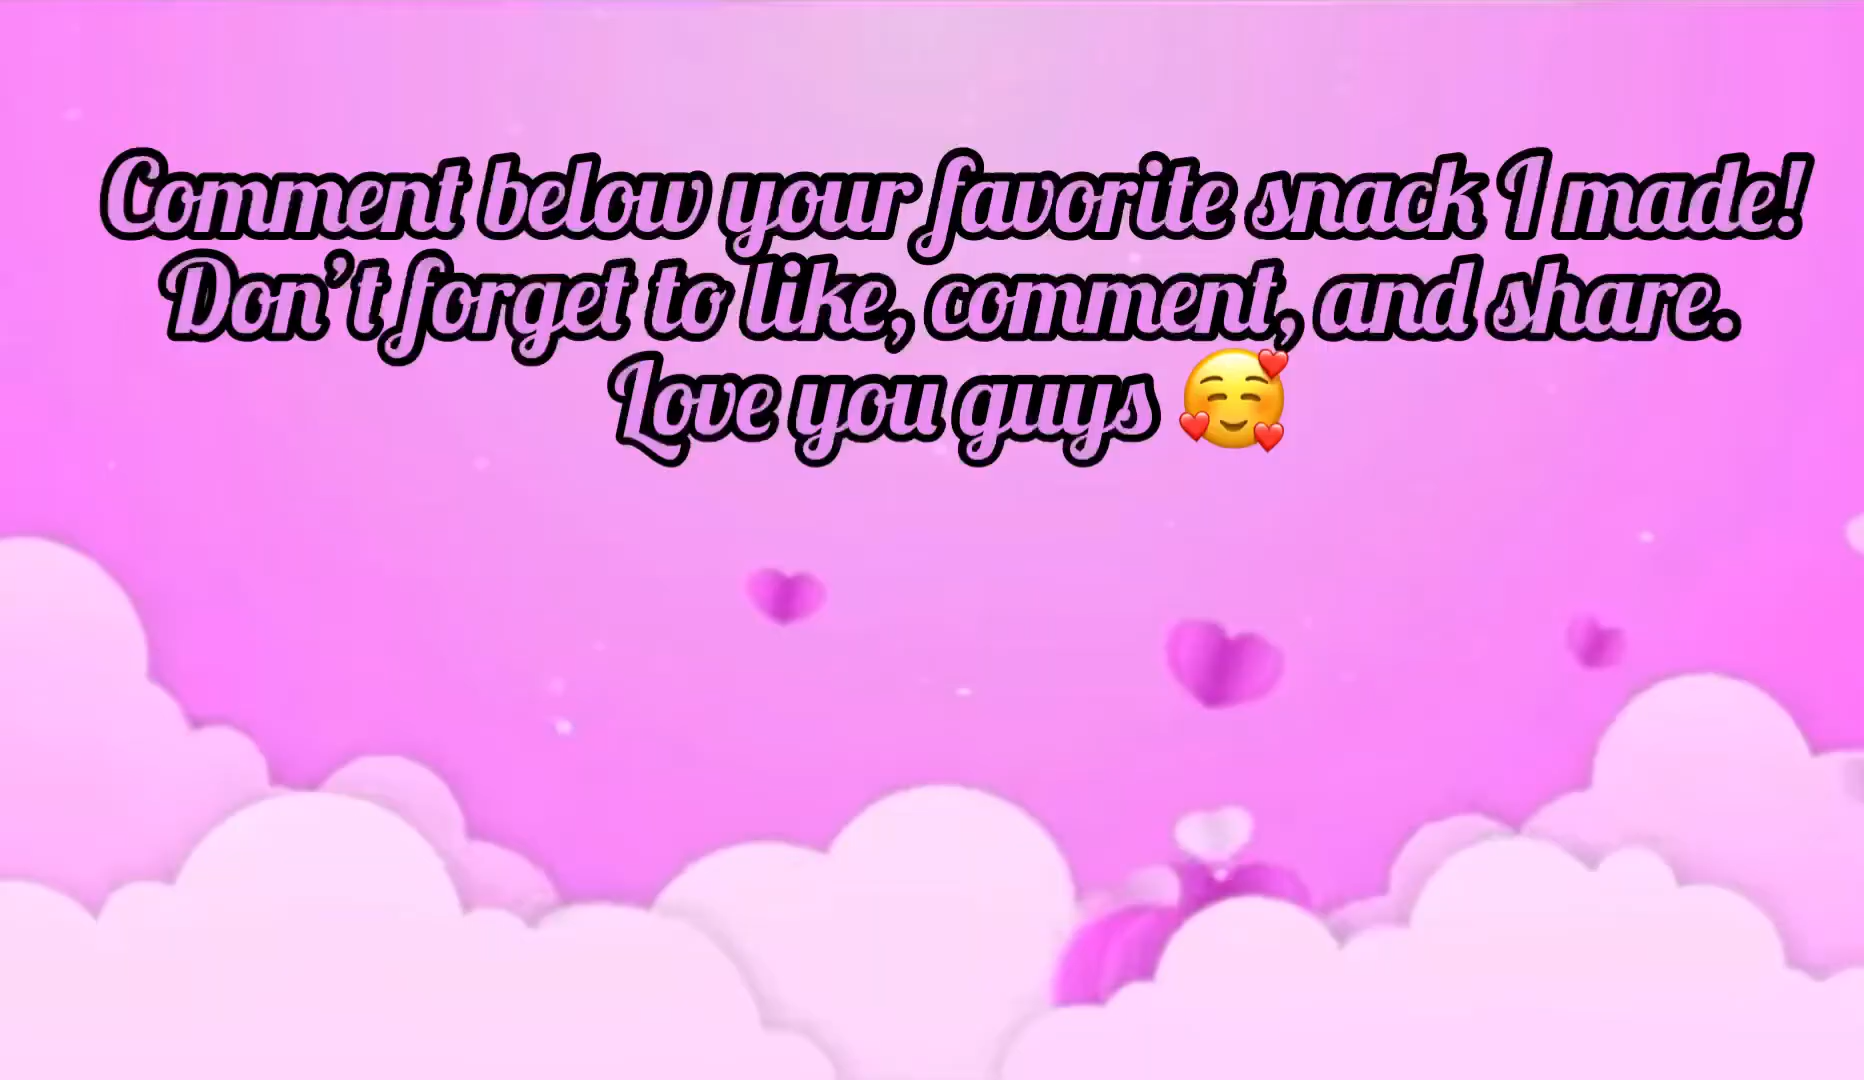 Comment below your favorite snack I made!
Don’t forget to like, comment, and share.
Love you guys 🥰